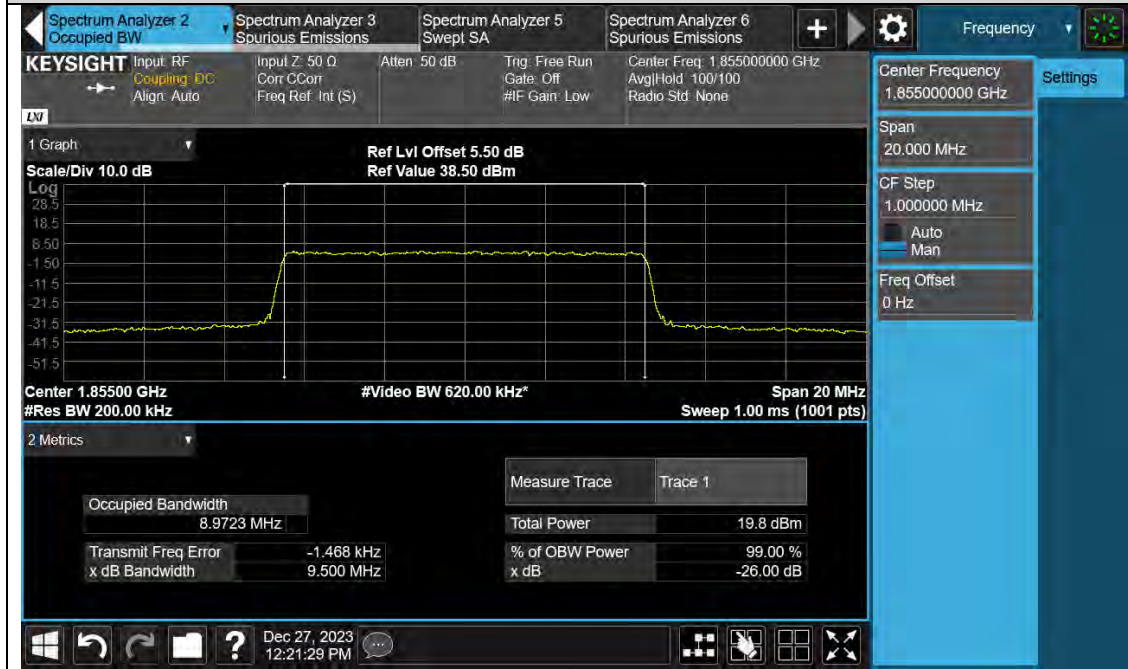 Spectrum Analyzer 2
Occupied BW
Spectrum Analyzer 3
Spurious Emissions
Spectrum Analyzer 5
Swept SA
Spectrum Analyzer 6
Spurious Emissions
+
Frequency
KEYSIGHT
Input: RF
Coupling: DC
Align: Auto
Input Z: 50 Ω
Corr CCorr
Freq Ref: Int (S)
Atten: 50 dB
Trig: Free Run
Gate: Off
#IF Gain: Low
Center Freq: 1.855000000 GHz
Avg|Hold: 100/100
Radio Std: None
LXI
Center Frequency
1.855000000 GHz
Settings
Span
20.000 MHz
CF Step
1.000000 MHz
Auto
Man
Freq Offset
0 Hz
1 Graph
Scale/Div 10.0 dB
Ref Lvl Offset 5.50 dB
Ref Value 38.50 dBm
Log
28.5
18.5
8.50
-1.50
-11.5
-21.5
-31.5
-41.5
-51.5
Center 1.85500 GHz
#Video BW 620.00 kHz*
Span 20 MHz
#Res BW 200.00 kHz
Sweep 1.00 ms (1001 pts)
2 Metrics
Measure Trace Trace 1
Occupied Bandwidth
8.9723 MHz
Total Power 19.8 dBm
Transmit Freq Error -1.468 kHz
% of OBW Power 99.00 %
x dB Bandwidth 9.500 MHz
x dB -26.00 dB
?
Dec 27, 2023
12:21:29 PM